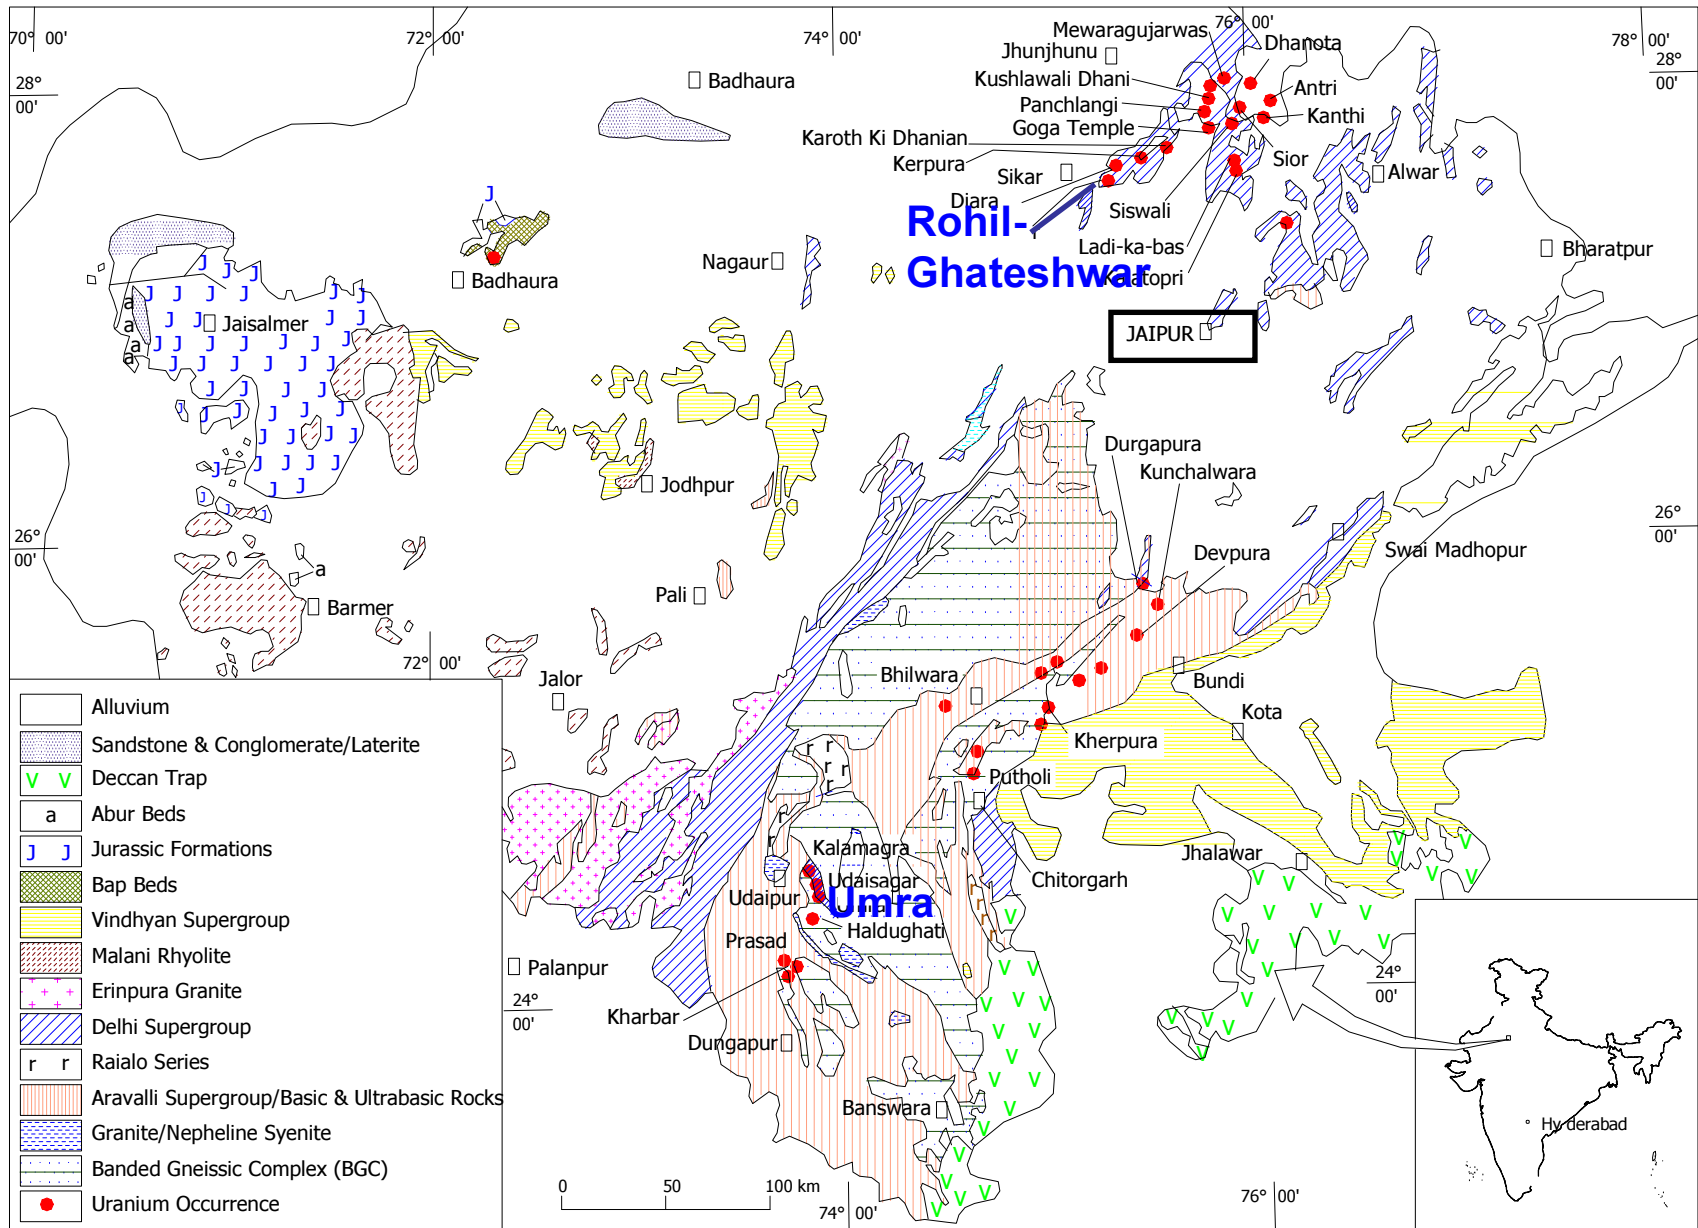 70° 00'
72° 00'
74° 00'
76° 00'
78° 00'
28°
00'
28°
00'
Mewaragujarwas
Dhanota
Jhunjhunu
Kushlawali Dhani
Antri
Panchlangi
Kanthi
Goga Temple
Karoth Ki Dhanian
Kerpura
Sior
Sikar
Alwar
Diara
Siswali
Rohil-
Ghateshwar
Ladi-ka-bas
Kalatopri
Badhaura
Badhaura
Nagaur
Bharatpur
JAIPUR
Jaisalmer
Jodhpur
Durgapura
Kunchalwara
Devpura
Swai Madhopur
26°
00'
26°
00'
a
a
a
a
a
Barmer
Pali
72° 00'
Jalor
Bhilwara
Bundi
Kota
Kherpura
Putholi
Chitorgarh
Jhalawar
Kalamagra
Udaisagar
Udaipur
Umra
Umra
Haldughati
Prasad
Palanpur
Kharbar
Dungapur
Banswara
24°
00'
24°
00'
Alluvium
Sandstone & Conglomerate/Laterite
V V Deccan Trap
a Abur Beds
J J Jurassic Formations
Bap Beds
Vindhyan Supergroup
Malani Rhyolite
Erinpura Granite
Delhi Supergroup
r r Raialo Series
Aravalli Supergroup/Basic & Ultrabasic Rocks
Granite/Nepheline Syenite
Banded Gneissic Complex (BGC)
Uranium Occurrence
0 50 100 km
74° 00'
76° 00'
Hy derabad